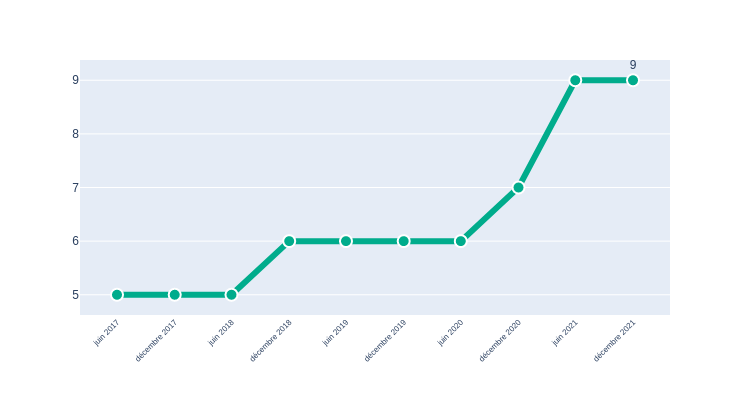 9
9
8
7
6
5
juin 2017
décembre 2017
juin 2018
décembre 2018
juin 2019
décembre 2019
juin 2020
décembre 2020
juin 2021
décembre 2021